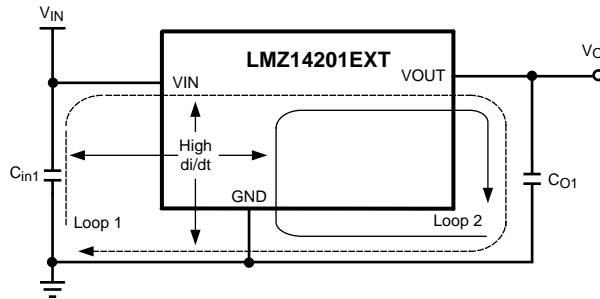 VIN
LMZ14201EXT
VO
VIN
VOUT
High
di/dt
Cin1
CO1
GND
Loop 1
Loop 2